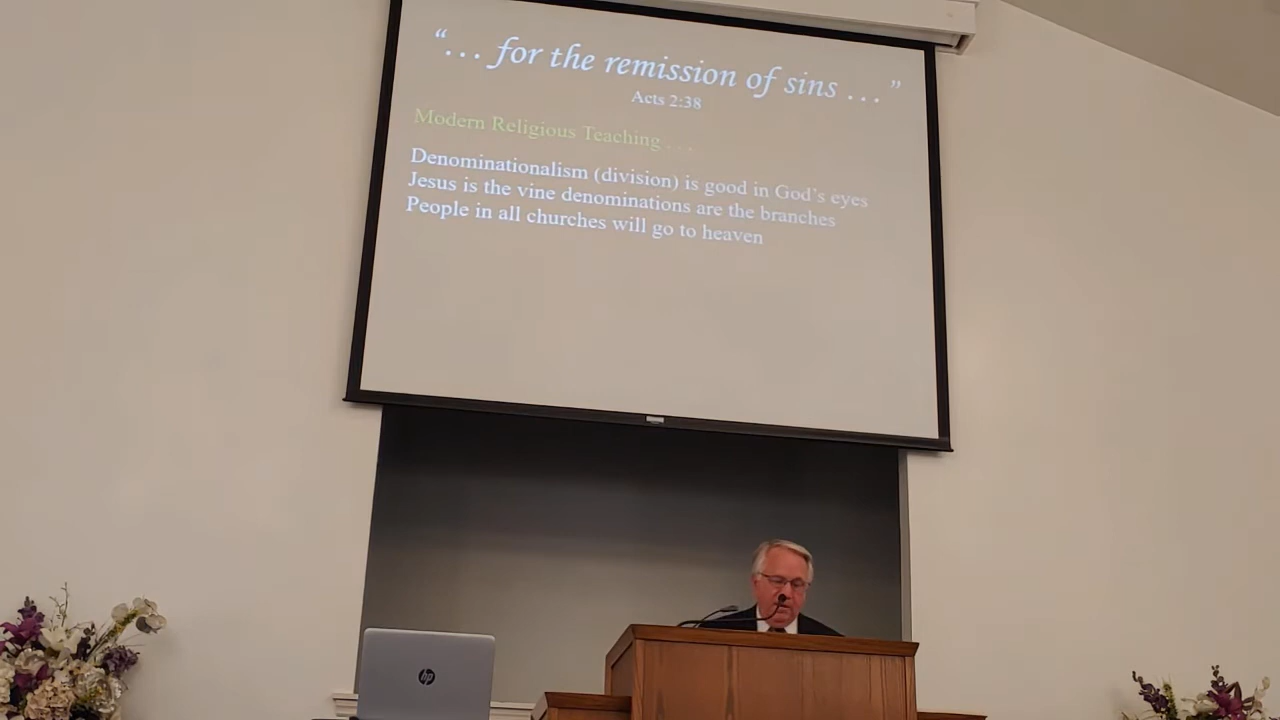 “... for the remission of sins ...”
Acts 2:38
Modern Religious Teaching . . .
Denominationalism (division) is good in God’s eyes
Jesus is the vine denominations are the branches
People in all churches will go to heaven
hp